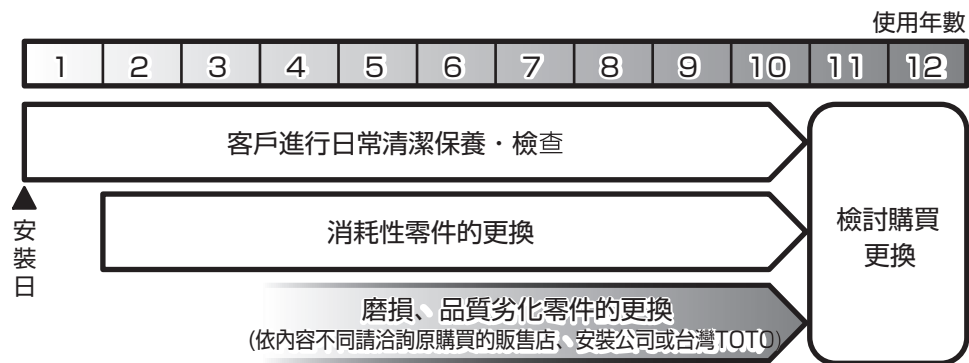 使用年數
1 2 3 4 5 6 7 8 9 10 11 12
客戶進行日常清潔保養・檢查
安裝日
消耗性零件的更換
檢討購買
更換
磨損、品質劣化零件的更換
(依內容不同請洽詢原購買的販售店、安裝公司或台灣TOTO)